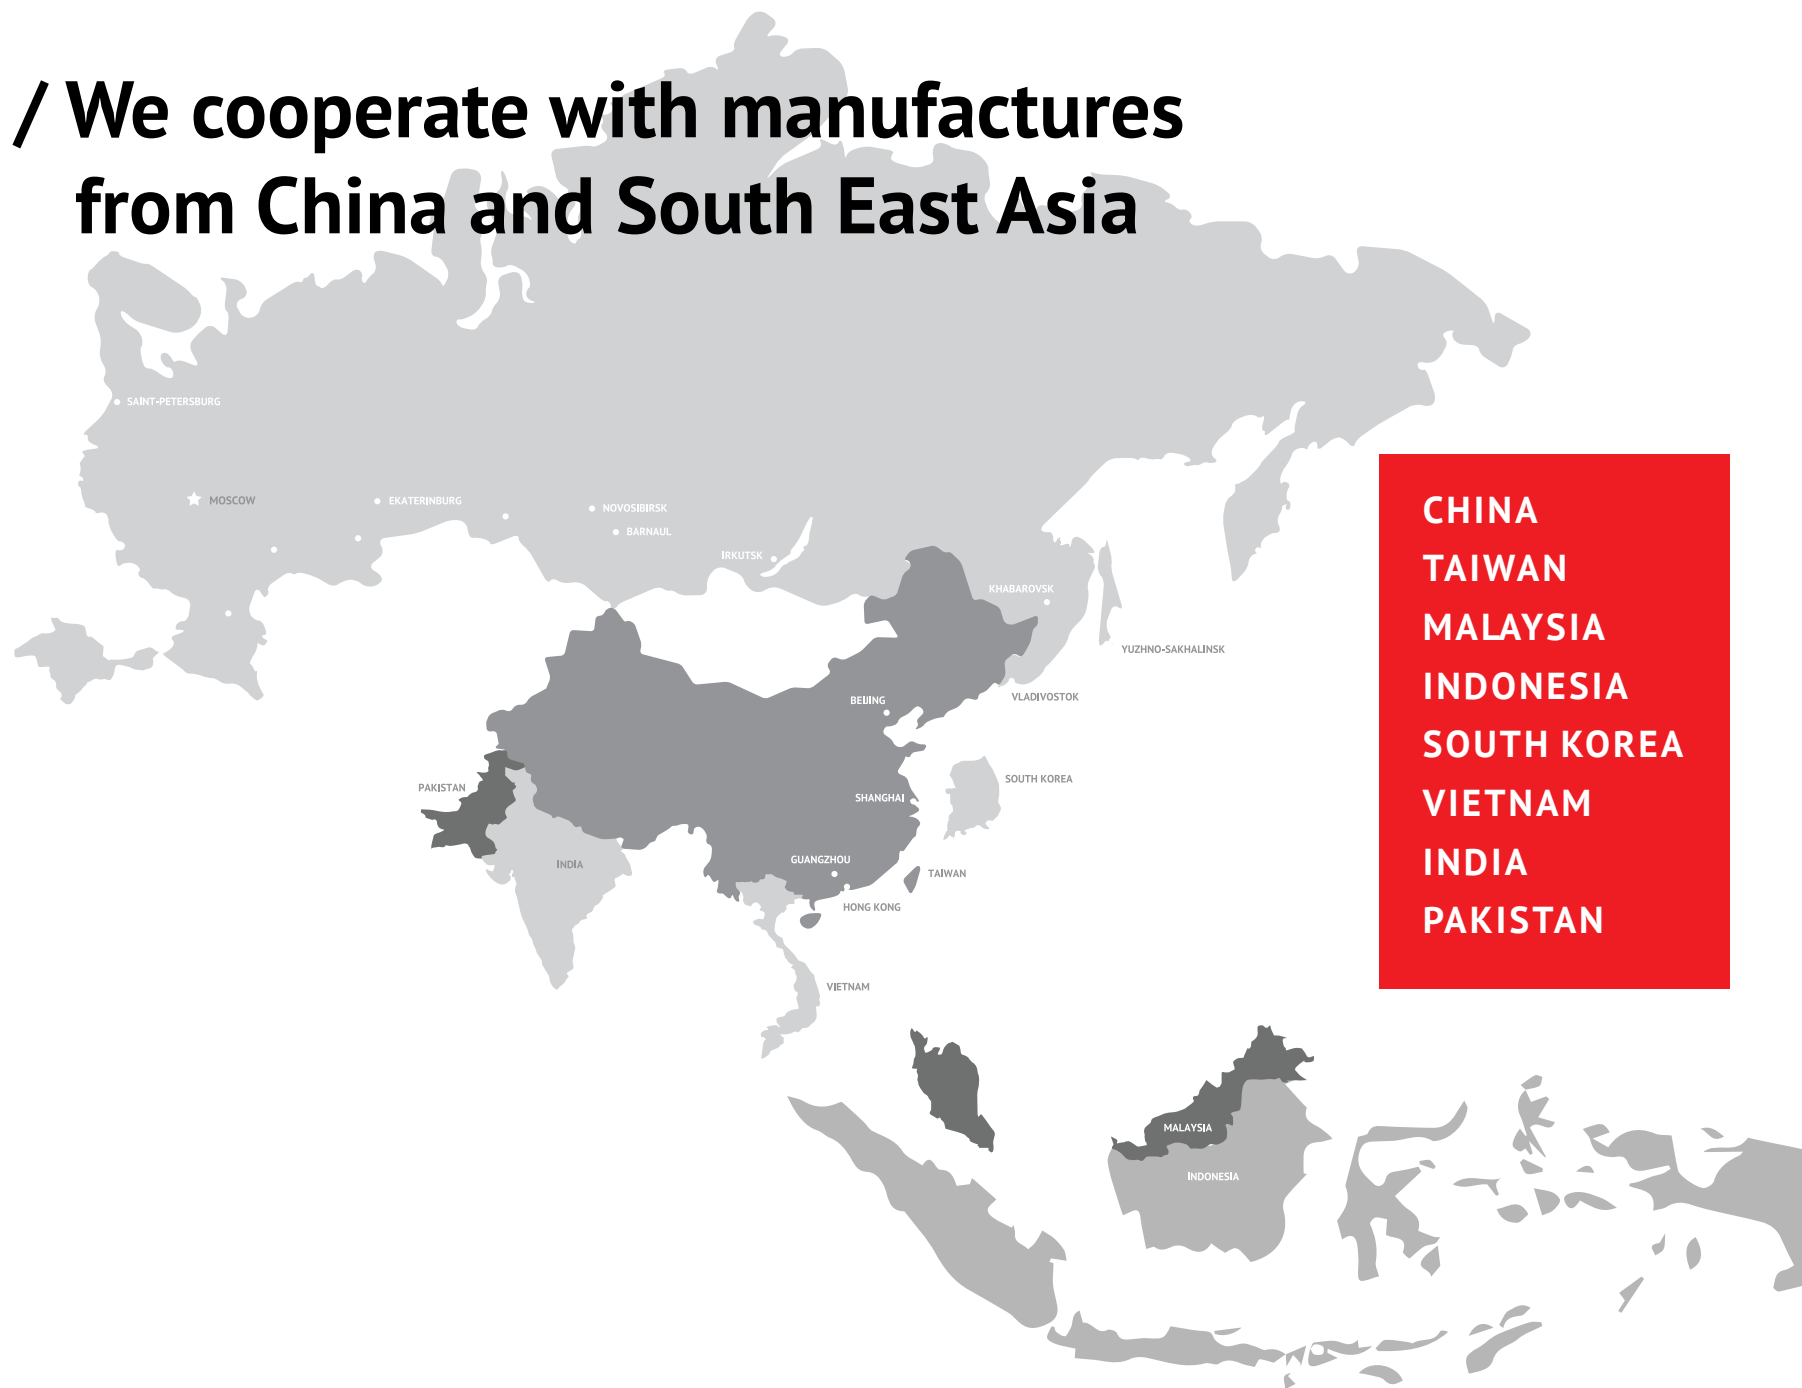 / We cooperate with manufactures
from China and South East Asia
SAINT-PETERSBURG
MOSCOW
EKATERINBURG
NOVOSIBIRSK
BARNAUL
IRKUTSK
KHABAROVSK
YUZHNO-SAKHALINSK
VLADIVOSTOK
BEIJING
SOUTH KOREA
PAKISTAN
SHANGHAI
INDIA
GUANGZHOU
TAIWAN
HONG KONG
VIETNAM
MALAYSIA
INDONESIA
CHINA
TAIWAN
MALAYSIA
INDONESIA
SOUTH KOREA
VIETNAM
INDIA
PAKISTAN